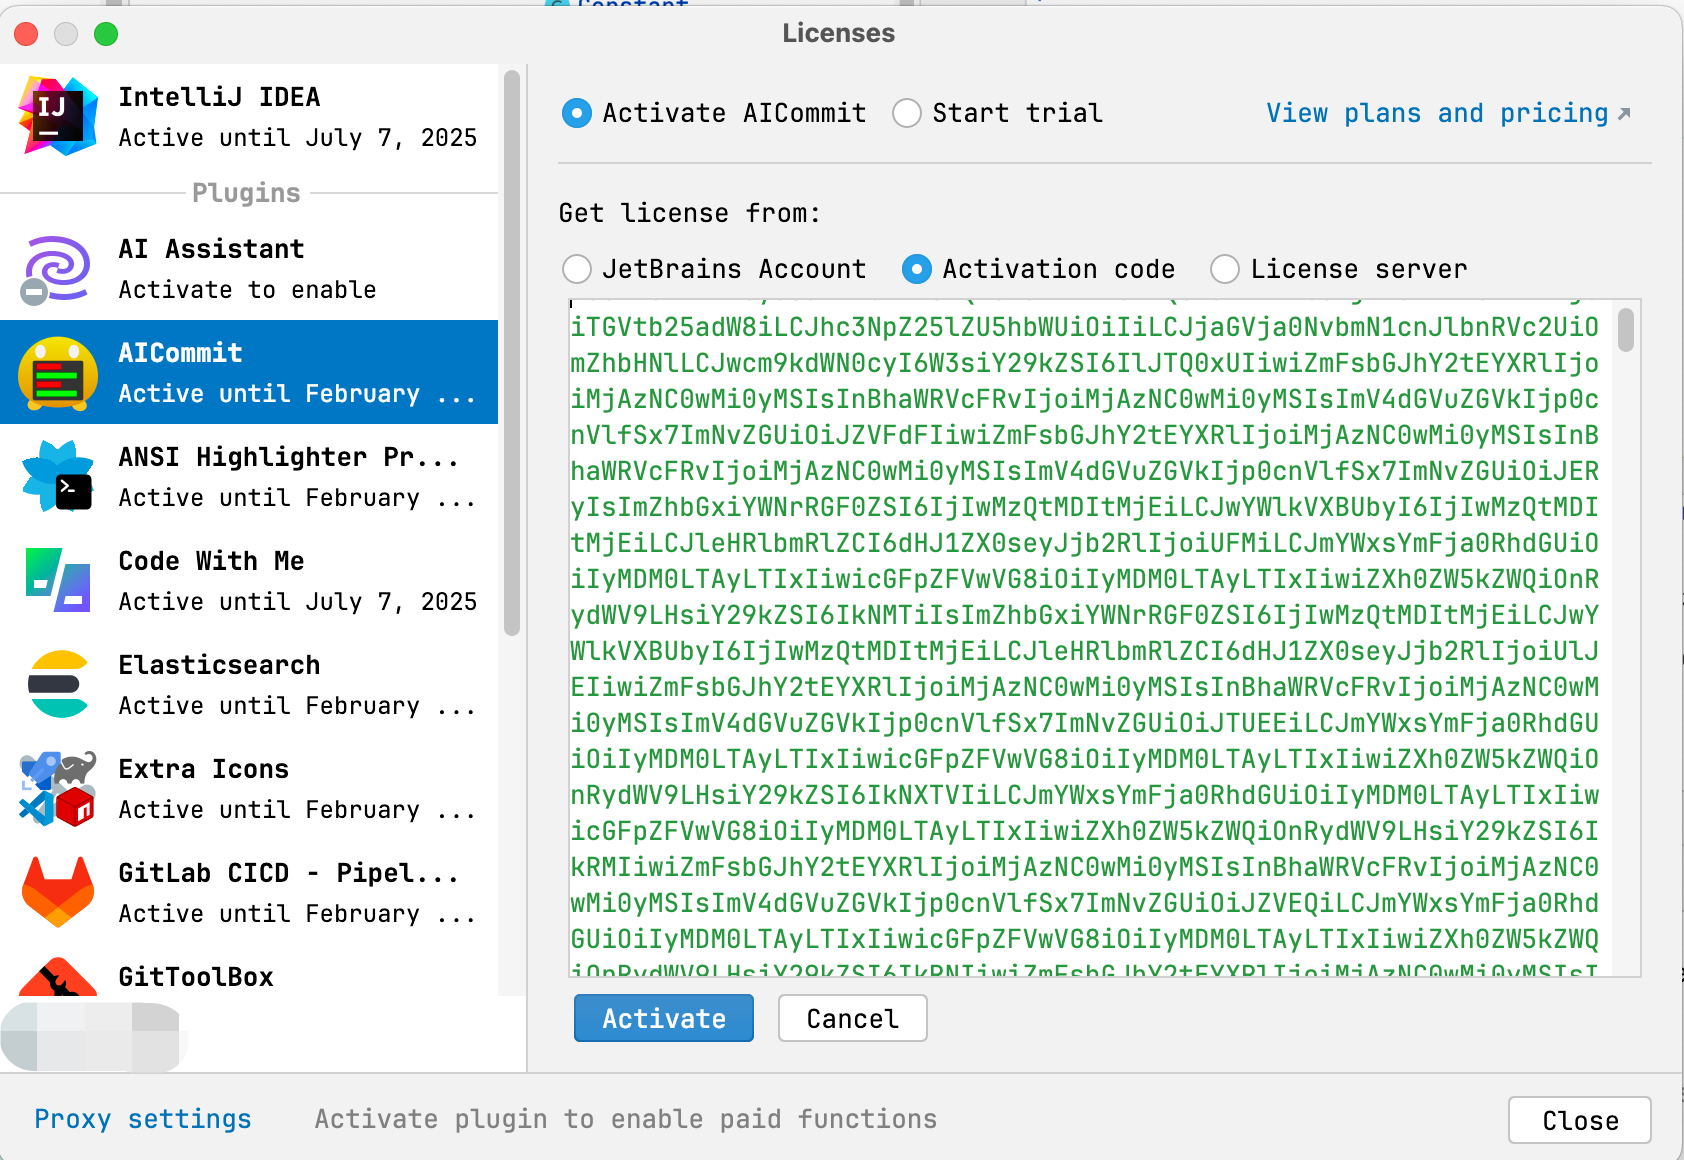 Constant
Licenses
IJ
IntelliJ IDEA
Active until July 7, 2025
Plugins
AI Assistant
Activate to enable
AICommit
Active until February ...
ANSI Highlighter Pr...
Active until February ...
Code With Me
Active until July 7, 2025
Elasticsearch
Active until February ...
Extra Icons
Active until February ...
GitLab CICD - Pipel...
Active until February ...
GitToolBox
Activate AICommit
Start trial
View plans and pricing
Get license from:
JetBrains Account
Activation code
License server
iTGVtb25adW8iLCJhc3NpZ25lZU5hbWUiOiIiLCJjaGVja0NvbmN1cnJlbnRVc2UiO
mZhbHNlLCJwcm9kdWN0cyI6W3siY29kZSI6IlJTQ0xUIiwiZmFsbGJhY2tEYXRlIjo
iMjAzNC0wMi0yMSIsInBhaWRVcFRvIjoiMjAzNC0wMi0yMSIsImV4dGVuZGVkIjp0c
nVlfSx7ImNvZGUiOiJZVFdFIiwiZmFsbGJhY2tEYXRlIjoiMjAzNC0wMi0yMSIsInB
haWRVcFRvIjoiMjAzNC0wMi0yMSIsImV4dGVuZGVkIjp0cnVlfSx7ImNvZGUiOiJER
yIsImZhbGxiYWNrRGF0ZSI6IjIwMzQtMDItMjEiLCJwYWlkVXBUbyI6IjIwMzQtMDI
tMjEiLCJleHRlbmRlZCI6dHJ1ZX0seyJjb2RlIjoiUFMiLCJmYWxsYmFja0RhdGUiO
iIyMDM0LTAyLTIxIiwicGFpZFVwVG8iOiIyMDM0LTAyLTIxIiwiZXh0ZW5kZWQiOnR
ydWV9LHsiY29kZSI6IkNMTiIsImZhbGxiYWNrRGF0ZSI6IjIwMzQtMDItMjEiLCJwY
WlkVXBUbyI6IjIwMzQtMDItMjEiLCJleHRlbmRlZCI6dHJ1ZX0seyJjb2RlIjoiUlJ
EIiwiZmFsbGJhY2tEYXRlIjoiMjAzNC0wMi0yMSIsInBhaWRVcFRvIjoiMjAzNC0wM
i0yMSIsImV4dGVuZGVkIjp0cnVlfSx7ImNvZGUiOiJTUEEiLCJmYWxsYmFja0RhdGU
iOiIyMDM0LTAyLTIxIiwicGFpZFVwVG8iOiIyMDM0LTAyLTIxIiwiZXh0ZW5kZWQiO
nRydWV9LHsiY29kZSI6IkNXTVIiLCJmYWxsYmFja0RhdGUiOiIyMDM0LTAyLTIxIiw
icGFpZFVwVG8iOiIyMDM0LTAyLTIxIiwiZXh0ZW5kZWQiOnRydWV9LHsiY29kZSI6I
kRMIiwiZmFsbGJhY2tEYXRlIjoiMjAzNC0wMi0yMSIsInBhaWRVcFRvIjoiMjAzNC0
wMi0yMSIsImV4dGVuZGVkIjp0cnVlfSx7ImNvZGUiOiJZVEQiLCJmYWxsYmFja0Rhd
GUiOiIyMDM0LTAyLTIxIiwicGFpZFVwVG8iOiIyMDM0LTAyLTIxIiwiZXh0ZW5kZWQ
Activate
Cancel
Proxy settings
Activate plugin to enable paid functions
Close